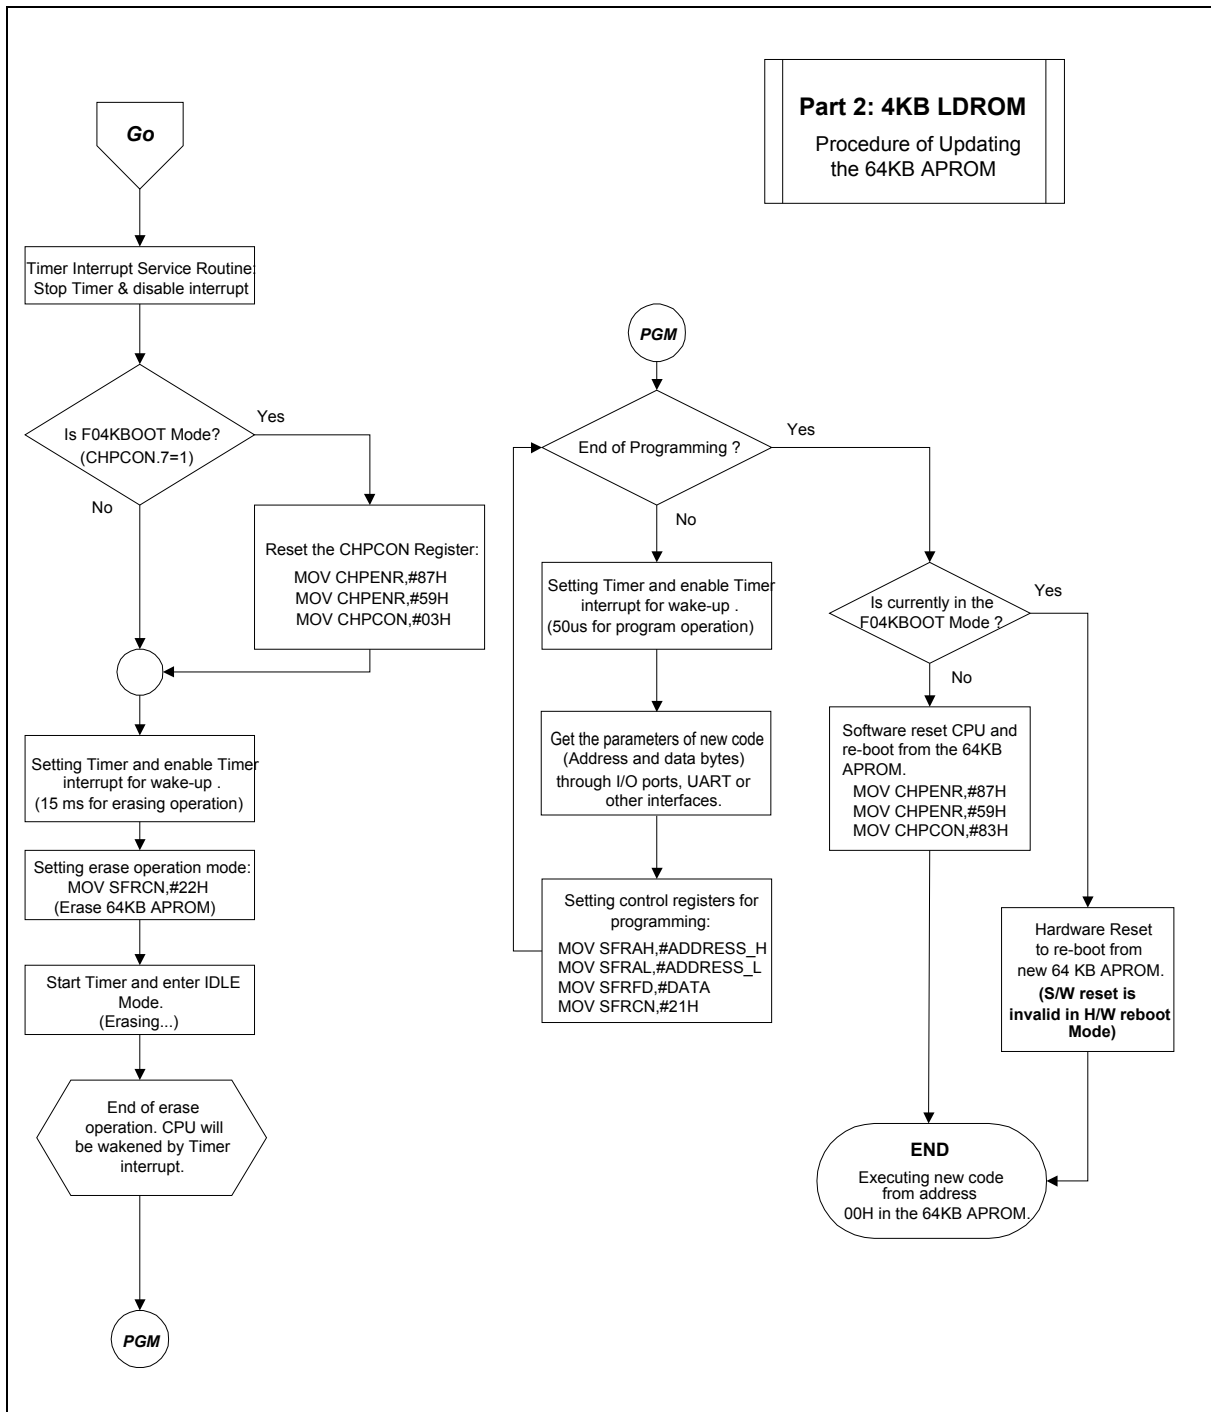 Part 2: 4KB LDROM
Procedure of Updating
the 64KB APROM
Go
Timer Interrupt Service Routine:
Stop Timer & disable interrupt
Is F04KBOOT Mode?
(CHPCON.7=1)
Yes
No
Reset the CHPCON Register:
MOV CHPENR,#87H
MOV CHPENR,#59H
MOV CHPCON,#03H
Setting Timer and enable Timer
interrupt for wake-up .
(15 ms for erasing operation)
Setting erase operation mode:
MOV SFRCN,#22H
(Erase 64KB APROM)
Start Timer and enter IDLE
Mode.
(Erasing...)
End of erase
operation. CPU will
be wakened by Timer
interrupt.
PGM
PGM
End of Programming ?
Yes
No
Setting Timer and enable Timer
interrupt for wake-up .
(50us for program operation)
Get the parameters of new code
(Address and data bytes)
through I/O ports, UART or
other interfaces.
Setting control registers for
programming:
MOV SFRAH,#ADDRESS_H
MOV SFRAL,#ADDRESS_L
MOV SFRFD,#DATA
MOV SFRCN,#21H
Is currently in the
F04KBOOT Mode ?
Yes
No
Software reset CPU and
re-boot from the 64KB
APROM.
MOV CHPENR,#87H
MOV CHPENR,#59H
MOV CHPCON,#83H
Hardware Reset
to re-boot from
new 64 KB APROM.
(S/W reset is
invalid in H/W reboot
Mode)
END
Executing new code
from address
00H in the 64KB APROM.